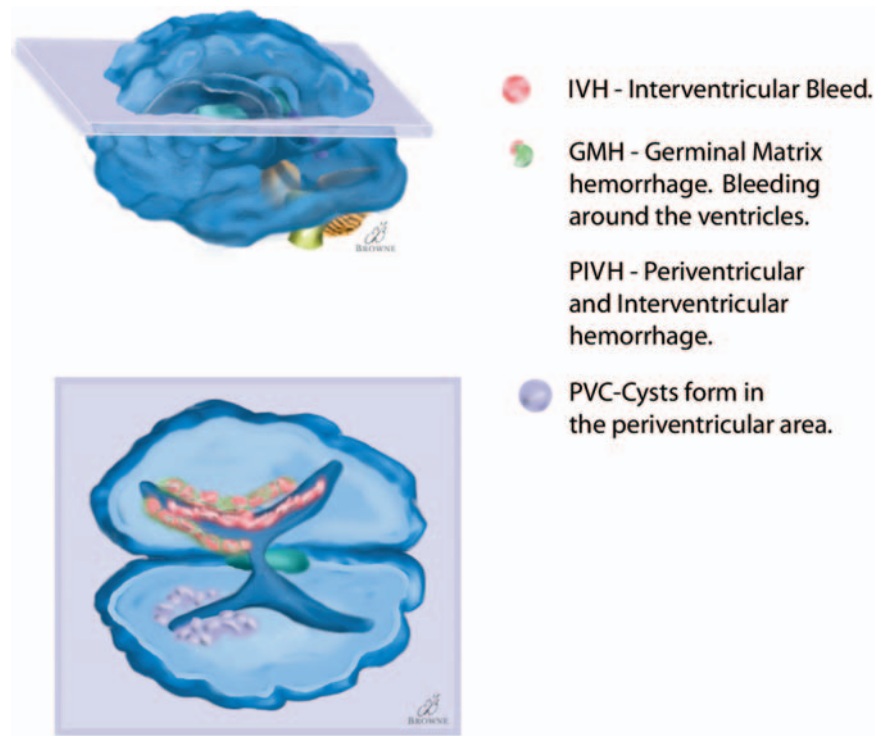 BROWNE
IVH - Interventricular Bleed.
GMH - Germinal Matrix
hemorrhage. Bleeding
around the ventricles.
PIVH - Periventricular
and Interventricular
hemorrhage.
PVC-Cysts form in
the periventricular area.
BROWNE